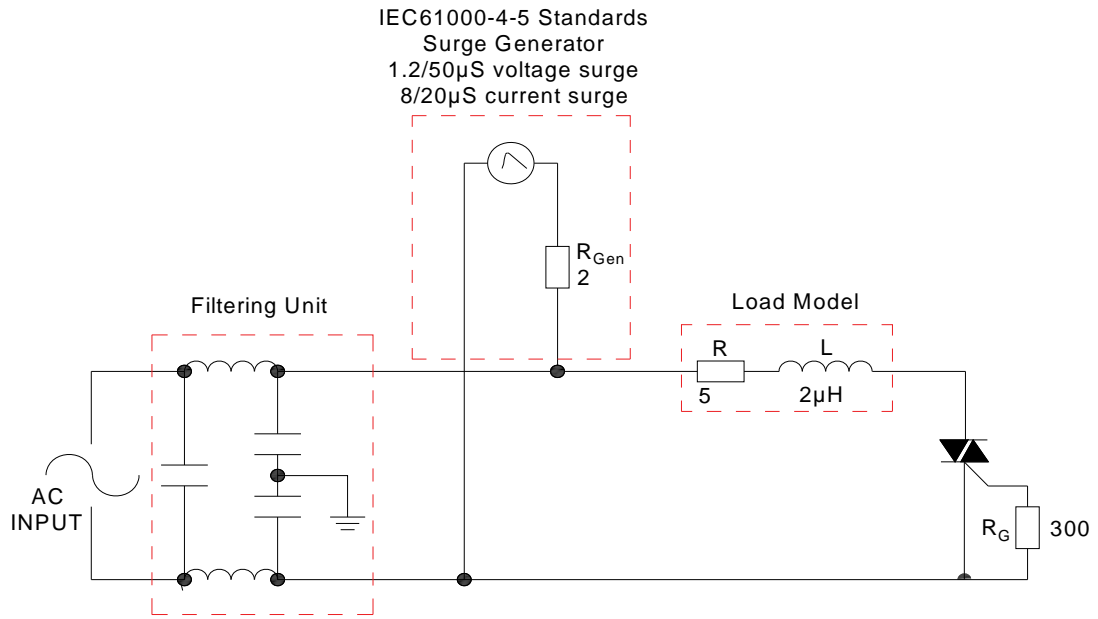 IEC61000-4-5 Standards
Surge Generator
1.2/50µS voltage surge
8/20µS current surge
RGen
2
Filtering Unit
Load Model
R
L
5
2µH
AC
INPUT
RG
300